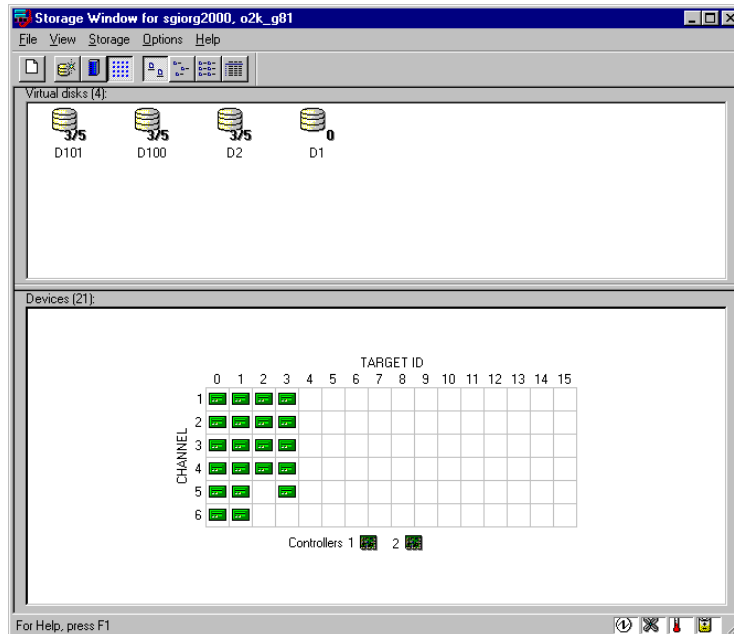 Storage Window for sgiorg2000, o2k_g81
File View Storage Options Help
Virtual disks (4):
3/5 3/5 3/5 0
D101 D100 D2 D1
Devices (21):
TARGET ID
0 1 2 3 4 5 6 7 8 9 10 11 12 13 14 15
CHANNEL
1
2
3
4
5
6
Controllers 1 2
For Help, press F1